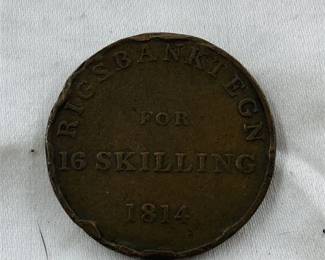 RIGSBANKTEGN
FOR
16 SKILLING
1814